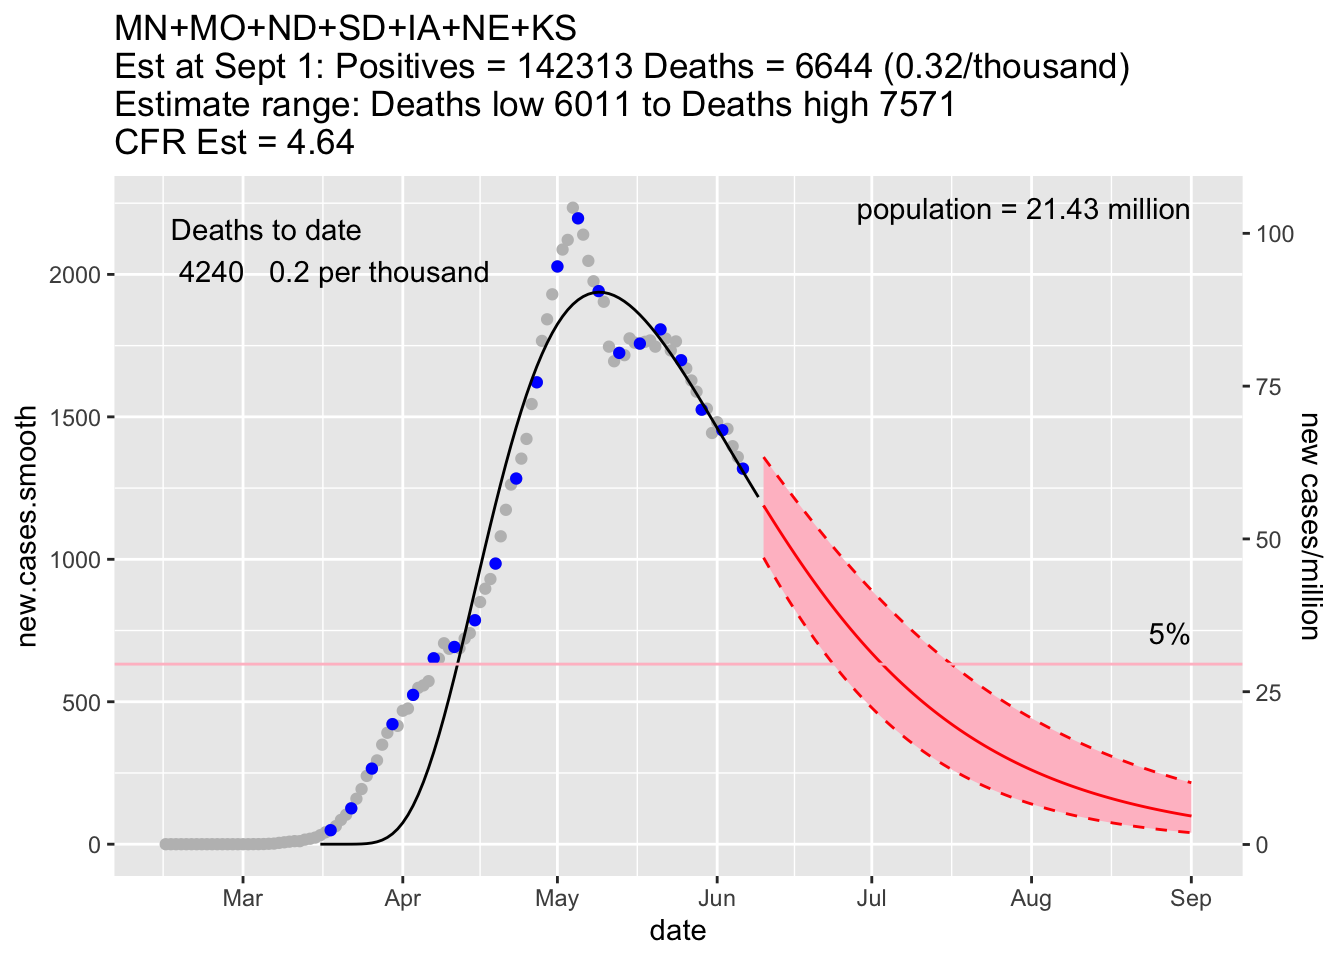 MN+MO+ND+SD+IA+NE+KS
Est at Sept 1: Positives = 142313 Deaths = 6644 (0.32/thousand)
Estimate range: Deaths low 6011 to Deaths high 7571
CFR Est = 4.64
population = 21.43 million
Deaths to date
4240 0.2 per thousand
5%
new.cases.smooth
2000
1500
1000
500
0
100
75
50
25
0
new cases/million
Mar Apr May Jun Jul Aug Sep
date